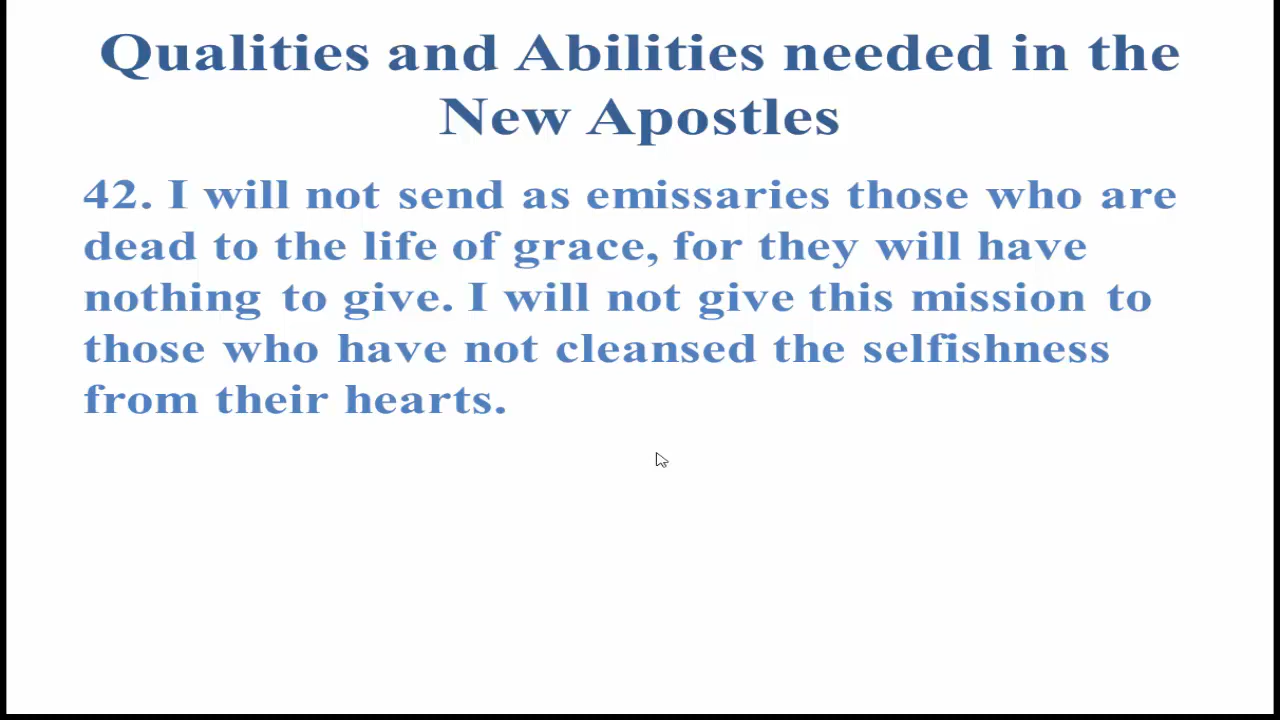 Qualities and Abilities needed in the
New Apostles
42. I will not send as emissaries those who are
dead to the life of grace, for they will have
nothing to give. I will not give this mission to
those who have not cleansed the selfishness
from their hearts.